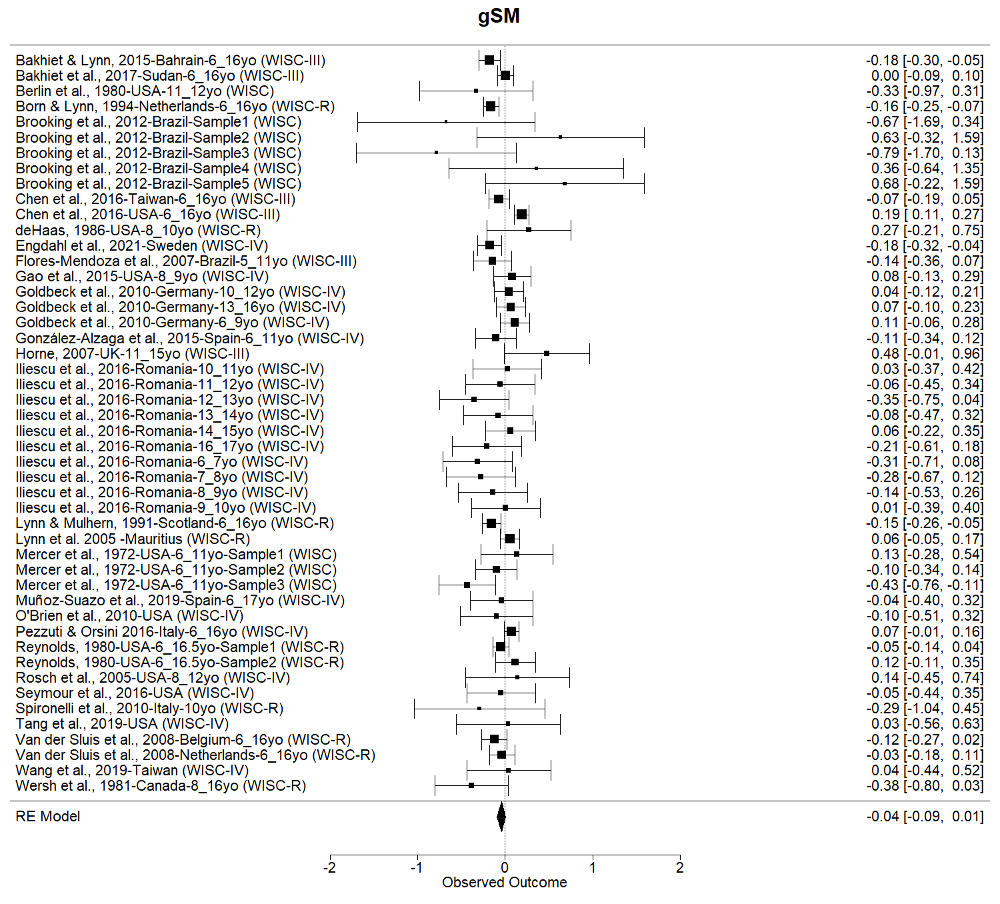 gSM
Bakhiet & Lynn, 2015-Bahrain-6_16yo (WISC-III) -0.18 [-0.30, -0.05]
Bakhiet et al., 2017-Sudan-6_16yo (WISC-III) 0.00 [-0.09, 0.10]
Berlin et al., 1980-USA-11_12yo (WISC) -0.33 [-0.97, 0.31]
Born & Lynn, 1994-Netherlands-6_16yo (WISC-R) -0.16 [-0.25, -0.07]
Brooking et al., 2012-Brazil-Sample1 (WISC) -0.67 [-1.69, 0.34]
Brooking et al., 2012-Brazil-Sample2 (WISC) 0.63 [-0.32, 1.59]
Brooking et al., 2012-Brazil-Sample3 (WISC) -0.79 [-1.70, 0.13]
Brooking et al., 2012-Brazil-Sample4 (WISC) 0.36 [-0.64, 1.35]
Brooking et al., 2012-Brazil-Sample5 (WISC) 0.68 [-0.22, 1.59]
Chen et al., 2016-Taiwan-6_16yo (WISC-III) -0.07 [-0.19, 0.05]
Chen et al., 2016-USA-6_16yo (WISC-III) 0.19 [ 0.11, 0.27]
deHaas, 1986-USA-8_10yo (WISC-R) 0.27 [-0.21, 0.75]
Engdahl et al., 2021-Sweden (WISC-IV) -0.18 [-0.32, -0.04]
Flores-Mendoza et al., 2007-Brazil-5_11yo (WISC-III) -0.14 [-0.36, 0.07]
Gao et al., 2015-USA-8_9yo (WISC-IV) 0.08 [-0.13, 0.29]
Goldbeck et al., 2010-Germany-10_12yo (WISC-IV) 0.04 [-0.12, 0.21]
Goldbeck et al., 2010-Germany-13_16yo (WISC-IV) 0.07 [-0.10, 0.23]
Goldbeck et al., 2010-Germany-6_9yo (WISC-IV) 0.11 [-0.06, 0.28]
González-Alzaga et al., 2015-Spain-6_11yo (WISC-IV) -0.11 [-0.34, 0.12]
Horne, 2007-UK-11_15yo (WISC-III) 0.48 [-0.01, 0.96]
Iliescu et al., 2016-Romania-10_11yo (WISC-IV) 0.03 [-0.37, 0.42]
Iliescu et al., 2016-Romania-11_12yo (WISC-IV) -0.06 [-0.45, 0.34]
Iliescu et al., 2016-Romania-12_13yo (WISC-IV) -0.35 [-0.75, 0.04]
Iliescu et al., 2016-Romania-13_14yo (WISC-IV) -0.08 [-0.47, 0.32]
Iliescu et al., 2016-Romania-14_15yo (WISC-IV) 0.06 [-0.22, 0.35]
Iliescu et al., 2016-Romania-16_17yo (WISC-IV) -0.21 [-0.61, 0.18]
Iliescu et al., 2016-Romania-6_7yo (WISC-IV) -0.31 [-0.71, 0.08]
Iliescu et al., 2016-Romania-7_8yo (WISC-IV) -0.28 [-0.67, 0.12]
Iliescu et al., 2016-Romania-8_9yo (WISC-IV) -0.14 [-0.53, 0.26]
Iliescu et al., 2016-Romania-9_10yo (WISC-IV) 0.01 [-0.39, 0.40]
Lynn & Mulhern, 1991-Scotland-6_16yo (WISC-R) -0.15 [-0.26, -0.05]
Lynn et al. 2005 -Mauritius (WISC-R) 0.06 [-0.05, 0.17]
Mercer et al., 1972-USA-6_11yo-Sample1 (WISC) 0.13 [-0.28, 0.54]
Mercer et al., 1972-USA-6_11yo-Sample2 (WISC) -0.10 [-0.34, 0.14]
Mercer et al., 1972-USA-6_11yo-Sample3 (WISC) -0.43 [-0.76, -0.11]
Muñoz-Suazo et al., 2019-Spain-6_17yo (WISC-IV) -0.04 [-0.40, 0.32]
O'Brien et al., 2010-USA (WISC-IV) -0.10 [-0.51, 0.32]
Pezzuti & Orsini 2016-Italy-6_16yo (WISC-IV) 0.07 [-0.01, 0.16]
Reynolds, 1980-USA-6_16.5yo-Sample1 (WISC-R) -0.05 [-0.14, 0.04]
Reynolds, 1980-USA-6_16.5yo-Sample2 (WISC-R) 0.12 [-0.11, 0.35]
Rosch et al., 2005-USA-8_12yo (WISC-IV) 0.14 [-0.45, 0.74]
Seymour et al., 2016-USA (WISC-IV) -0.05 [-0.44, 0.35]
Spironelli et al., 2010-Italy-10yo (WISC-R) -0.29 [-1.04, 0.45]
Tang et al., 2019-USA (WISC-IV) 0.03 [-0.56, 0.63]
Van der Sluis et al., 2008-Belgium-6_16yo (WISC-R) -0.12 [-0.27, 0.02]
Van der Sluis et al., 2008-Netherlands-6_16yo (WISC-R) -0.03 [-0.18, 0.11]
Wang et al., 2019-Taiwan (WISC-IV) 0.04 [-0.44, 0.52]
Wersh et al., 1981-Canada-8_16yo (WISC-R) -0.38 [-0.80, 0.03]
RE Model -0.04 [-0.09, 0.01]
-2 -1 0 1 2
Observed Outcome